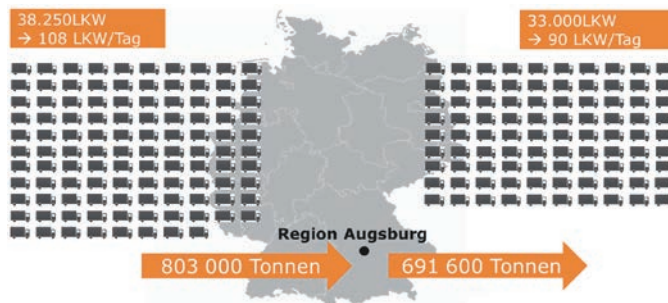 38.250LKW
→ 108 LKW/Tag
33.000LKW
→ 90 LKW/Tag
Region Augsburg
803 000 Tonnen
691 600 Tonnen